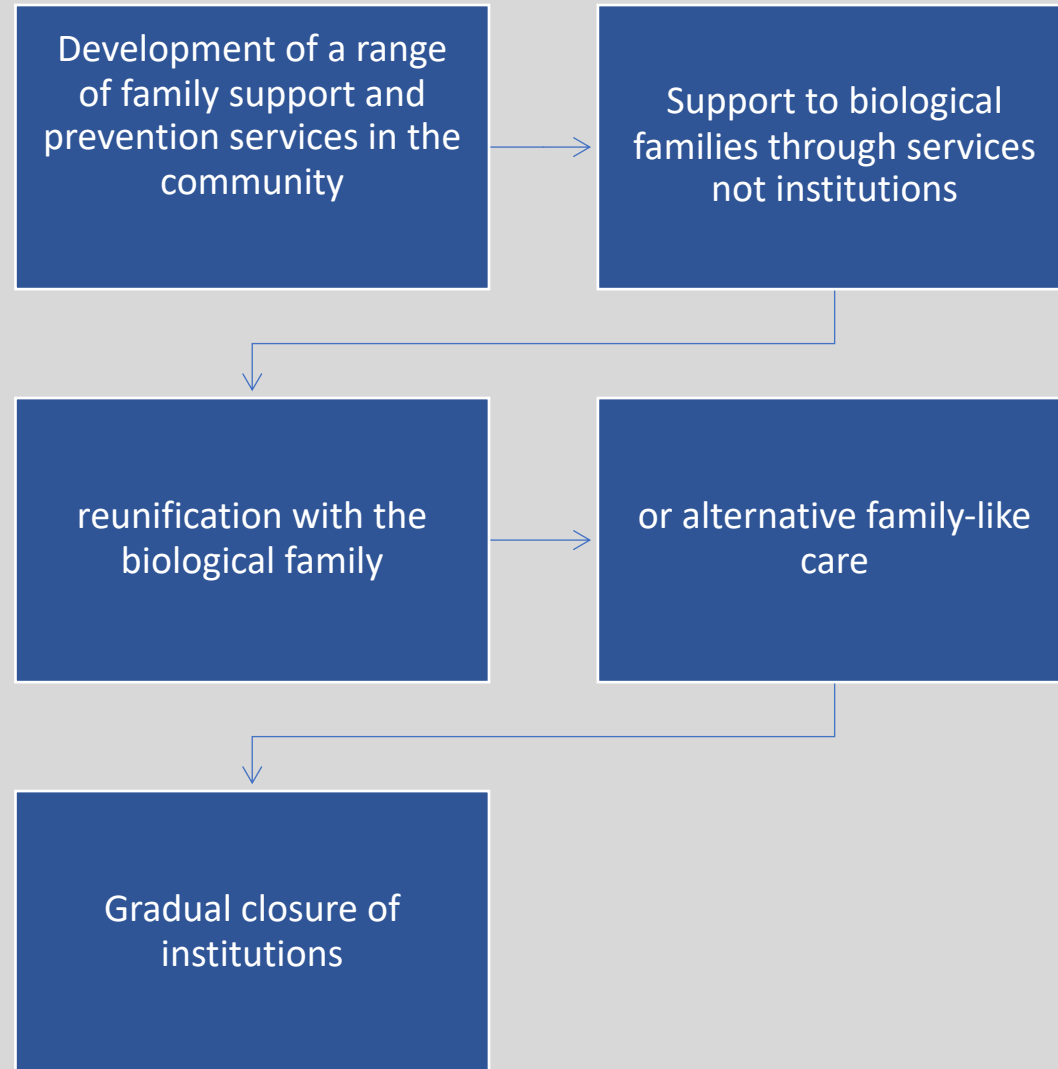 Development of a range
of family support and
prevention services in the
community
Support to biological
families through services
not institutions
reunification with the
biological family
or alternative family-like
care
Gradual closure of
institutions